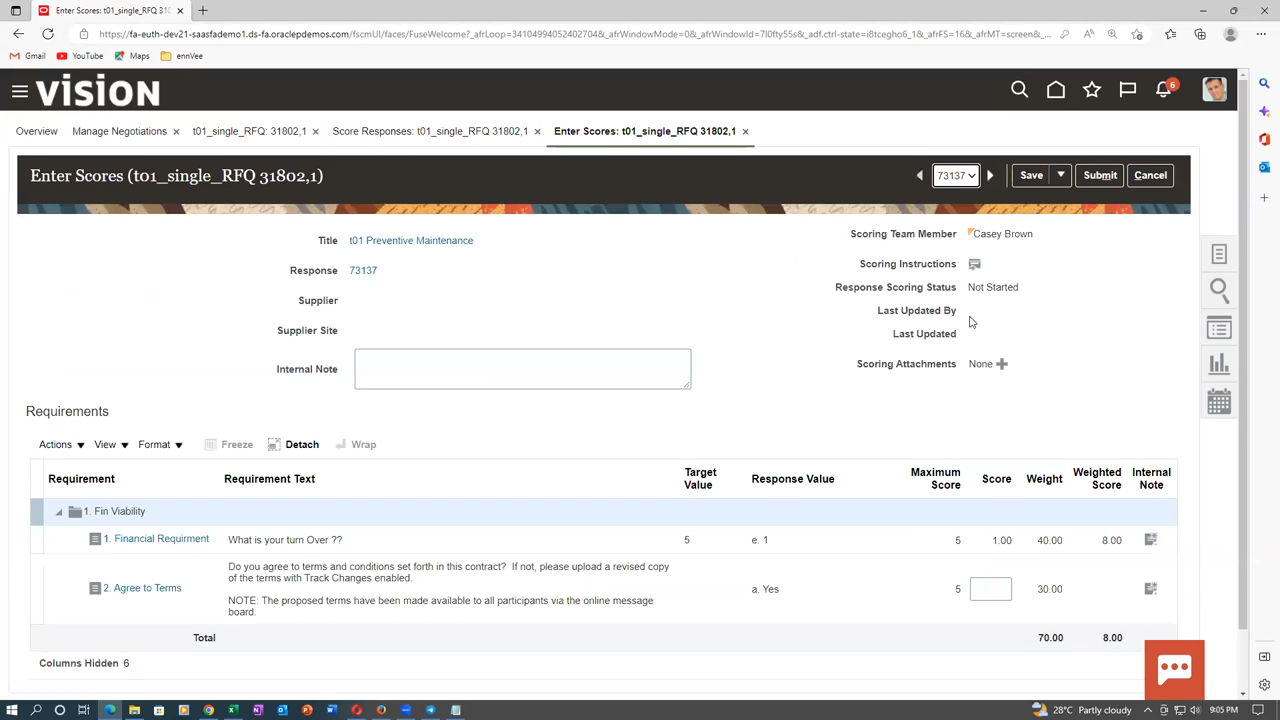 Enter Scores: t01_single_RFQ 31
https://fa-euth-dev21-saasfademo1.ds-fa.oraclepdemos.com/fscmUI/faces/FuseWelcome?_afrLoop=3410499405240270​4&_afrWindowMode=0&_afrWindowId=7l0fty55s&_adf.ctrl-state=i8tcegho6_1&_afrFS=16&_afrMT=screen&_...
Gmail YouTube Maps ennVee
VISION
6
Overview Manage Negotiations t01_single_RFQ: 31802,1 Score Responses: t01_single_RFQ 31802,1 Enter Scores: t01_single_RFQ 31802,1
Enter Scores (t01_single_RFQ 31802,1)
73137 Save Submit Cancel
Title t01 Preventive Maintenance
Response 73137
Supplier
Supplier Site
Internal Note
Scoring Team Member Casey Brown
Scoring Instructions
Response Scoring Status Not Started
Last Updated By
Last Updated
Scoring Attachments None
Requirements
Actions View Format Freeze Detach Wrap
Requirement Requirement Text Target Value Response Value Maximum Score Score Weight Weighted Score Internal Note
1. Fin Viability
1. Financial Requirment What is your turn Over ?? 5 e. 1 5 1.00 40.00 8.00
Do you agree to terms and conditions set forth in this contract? If not, please upload a revised copy
of the terms with Track Changes enabled.
2. Agree to Terms a. Yes 5 30.00
NOTE: The proposed terms have been made available to all participants via the online message
board.
Total 70.00 8.00
Columns Hidden 6
28°C Partly cloudy 9:05 PM